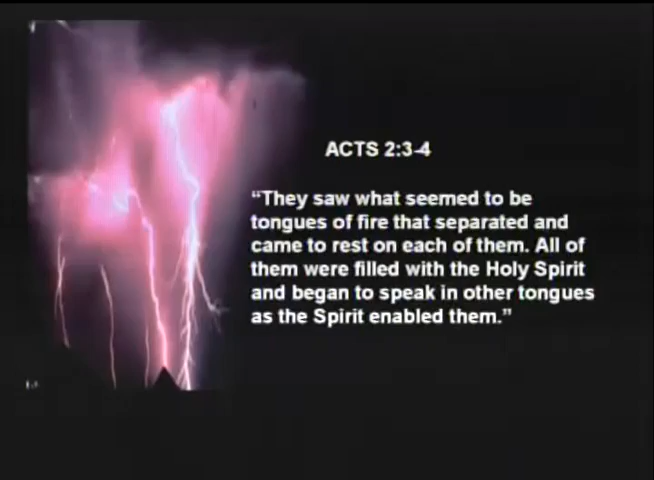 ACTS 2:3-4
“They saw what seemed to be
tongues of fire that separated and
came to rest on each of them. All of
them were filled with the Holy Spirit
and began to speak in other tongues
as the Spirit enabled them.”